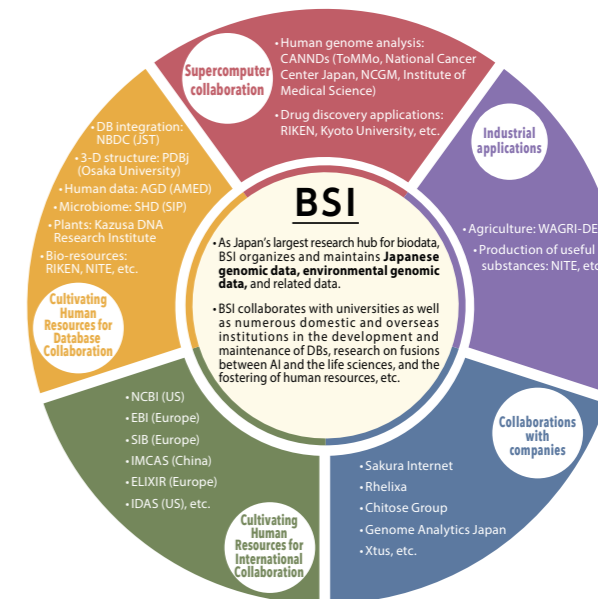 Supercomputer
collaboration
• Human genome analysis:
CANNDs (ToMMo, National Cancer
Center Japan, NCGM, Institute of
Medical Science)
• Drug discovery applications:
RIKEN, Kyoto University, etc.
Industrial
applications
• Agriculture: WAGRI-DE
• Production of useful
substances: NITE, etc
• DB integration:
NBDC (JST)
• 3-D structure: PDBj
(Osaka University)
• Human data: AGD (AMED)
• Microbiome: SHD (SIP)
• Plants: Kazusa DNA
Research Institute
• Bio-resources:
RIKEN, NITE, etc.
Cultivating
Human
Resources for
Database
Collaboration
BSI
• As Japan's largest research hub for biodata,
BSI organizes and maintains Japanese
genomic data, environmental genomic
data, and related data.
• BSI collaborates with universities as well
as numerous domestic and overseas
institutions in the development and
maintenance of DBs, research on fusions
between AI and the life sciences, and the
fostering of human resources, etc.
• NCBI (US)
• EBI (Europe)
• SIB (Europe)
• IMCAS (China)
• ELIXIR (Europe)
• IDAS (US), etc.
Cultivating
Human
Resources for
International
Collaboration
Collaborations
with
companies
• Sakura Internet
• Rhelixa
• Chitose Group
• Genome Analytics Japan
• Xtus, etc.